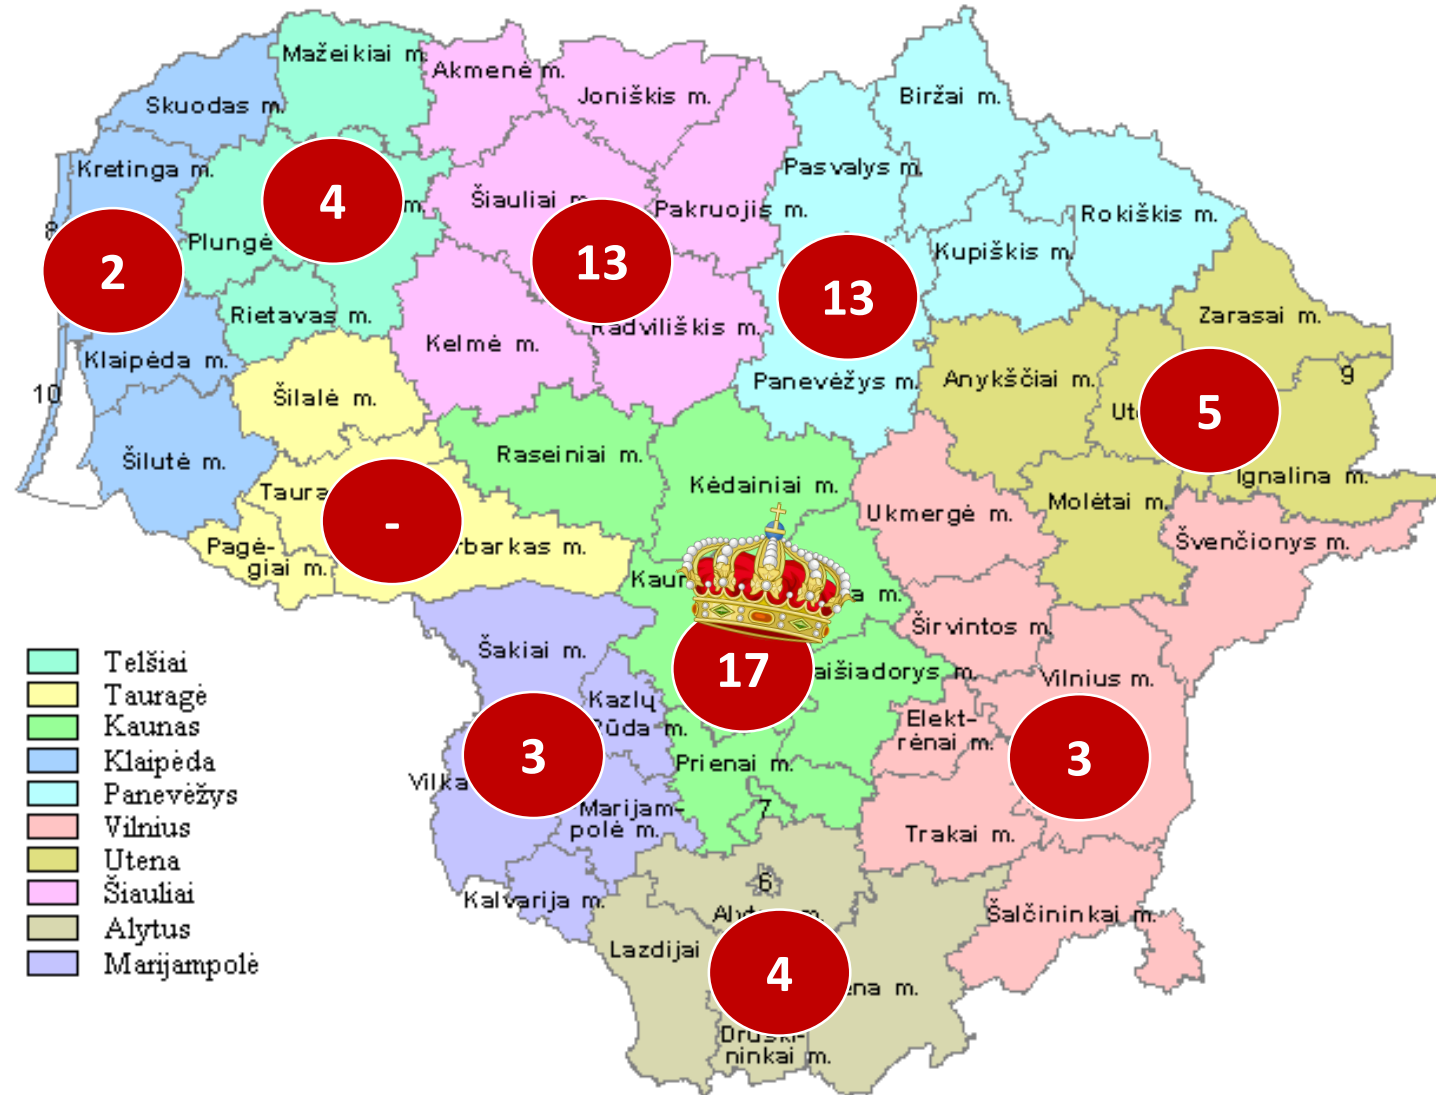 Mažeikiai m.
Akmenė m.
Joniškis m.
Biržai m.
Skuodas m.
Kretinga m.
Pasvalys m.
4
m.
Šiauliai m.
Pakruojis m.
Rokiškis m.
8
Plungė
Kupiškis m.
2
13
13
Rietavas m.
Radviliškis m.
Zarasai m.
Kelmė m.
Klaipėda m.
Panevėžys m.
Anykščiai m.
9
10
Šilalė m.
5
Raseiniai m.
Šilutė m.
Kėdainiai m.
Ignalina m.
Molėtai m.
Ukmergė m.
-
Švenčionys m.
Pagė-
giai m.
m.
Širvintos m.
Šakiai m.
17
Vilnius m.
Kazlų
Rūda m.
Elekt-
rėnai m.
3
Prienai m.
3
Marijam-
polė m.
7
Trakai m.
6
Kalvarija m.
Šalčininkai m.
Lazdijai
4
m.
Druski-
ninkai m.
Telšiai
Tauragė
Kaunas
Klaipėda
Panevėžys
Vilnius
Utena
Šiauliai
Alytus
Marijampolė